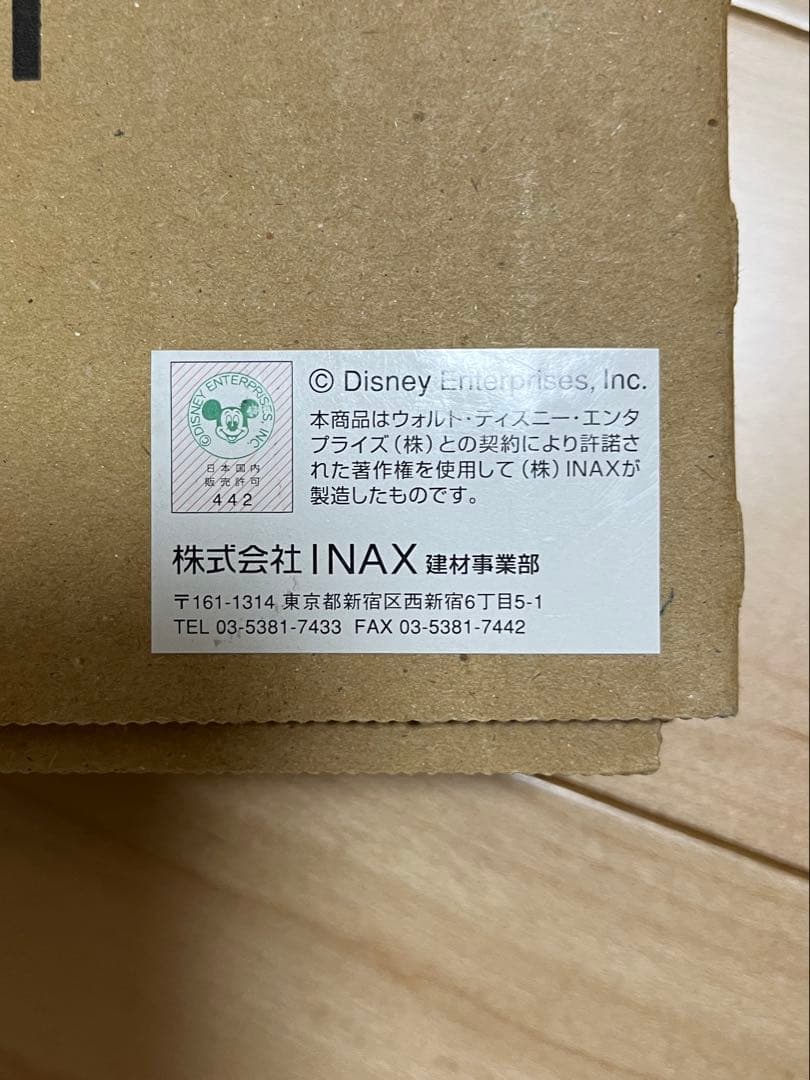 ©DISNEY ENTERPRISES, INC.
日本国内
販売許可
442
© Disney Enterprises, Inc.
本商品はウォルト・ディズニー・エンタ
プライズ(株)との契約により許諾さ
れた著作権を使用して(株)INAXが
製造したものです。
株式会社INAX 建材事業部
〒161-1314 東京都新宿区西新宿6丁目5-1
TEL 03-5381-7433 FAX 03-5381-7442